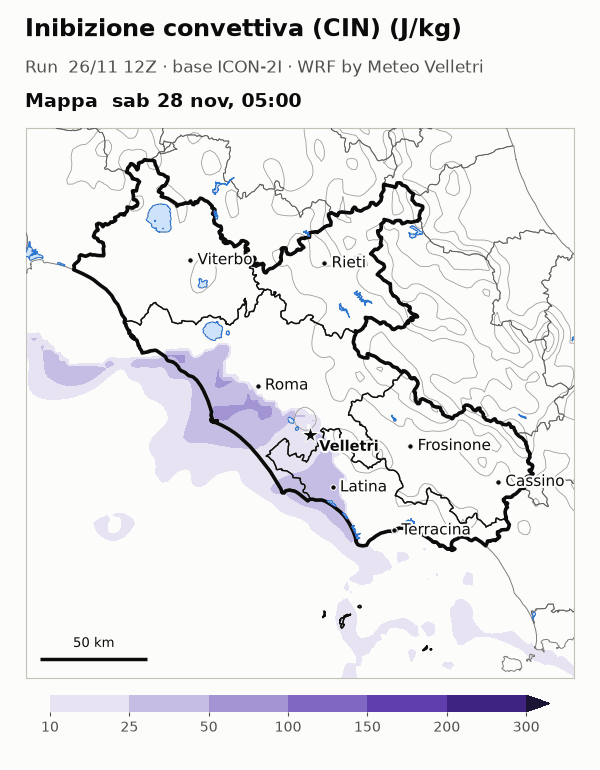 Inibizione convettiva (CIN) (J/kg)
Run  26/11 12Z · base ICON-2I · WRF by Meteo Velletri
Mappa  sab 28 nov, 05:00
Viterbo
Rieti
Roma
Velletri
Frosinone
Cassino
Latina
Terracina
50 km
10 25 50 100 150 200 300